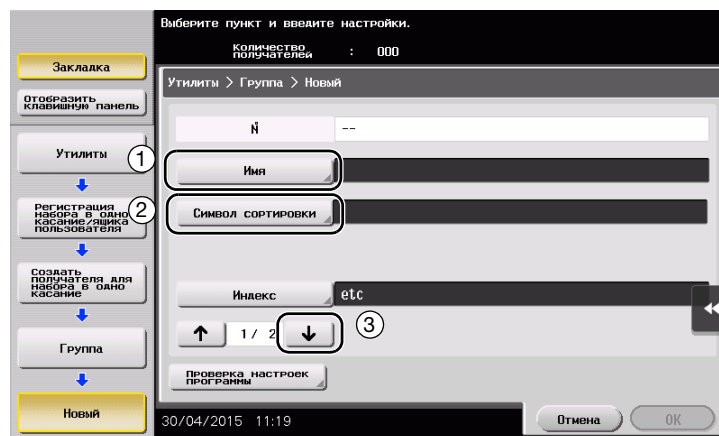 Выберите пункт и введите настройки.
Количество
получателей : 000
Закладка
Отобразить
клавишную панель
Утилиты > Группа > Новый
№ --
Утилиты
1
Имя
Регистрация
набора в одно
касание/ящика
пользователя
2
Символ сортировки
Создать
получателя для
набора в одно
касание
Индекс etc
↑ 1/ 2 ↓ 3
Группа
Проверка настроек
программы
Новый
30/04/2015 11:19
Отмена OK